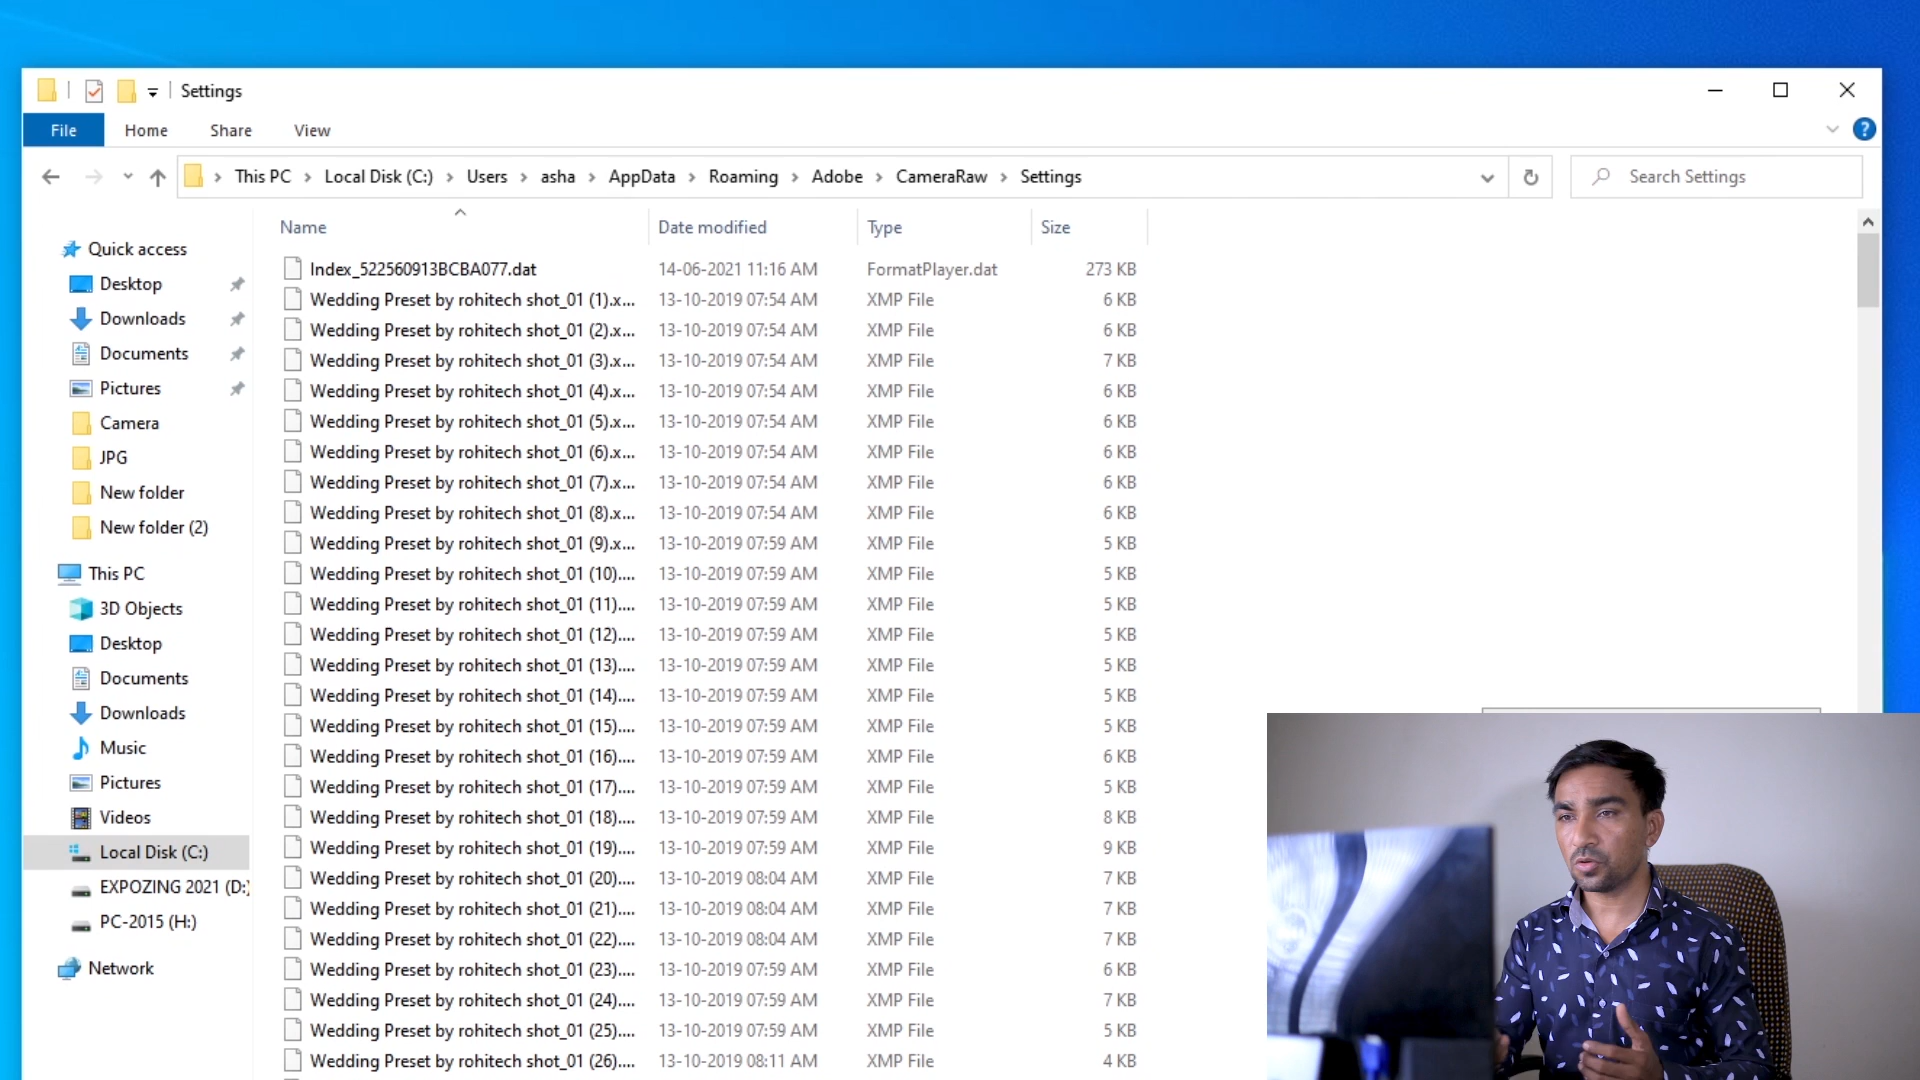 Settings
File Home Share View
This PC Local Disk (C:) Users asha AppData Roaming Adobe CameraRaw Settings
Search Settings
Name Date modified Type Size
Quick access
Desktop
Downloads
Documents
Pictures
Camera
JPG
New folder
New folder (2)
This PC
3D Objects
Desktop
Documents
Downloads
Music
Pictures
Videos
Local Disk (C:)
EXPOZING 2021 (D:)
PC-2015 (H:)
Network
Index_522560913BCBA077.dat 14-06-2021 11:16 AM FormatPlayer.dat 273 KB
Wedding Preset by rohitech shot_01 (1).x... 13-10-2019 07:54 AM XMP File 6 KB
Wedding Preset by rohitech shot_01 (2).x... 13-10-2019 07:54 AM XMP File 6 KB
Wedding Preset by rohitech shot_01 (3).x... 13-10-2019 07:54 AM XMP File 7 KB
Wedding Preset by rohitech shot_01 (4).x... 13-10-2019 07:54 AM XMP File 6 KB
Wedding Preset by rohitech shot_01 (5).x... 13-10-2019 07:54 AM XMP File 6 KB
Wedding Preset by rohitech shot_01 (6).x... 13-10-2019 07:54 AM XMP File 6 KB
Wedding Preset by rohitech shot_01 (7).x... 13-10-2019 07:54 AM XMP File 6 KB
Wedding Preset by rohitech shot_01 (8).x... 13-10-2019 07:54 AM XMP File 6 KB
Wedding Preset by rohitech shot_01 (9).x... 13-10-2019 07:59 AM XMP File 5 KB
Wedding Preset by rohitech shot_01 (10).... 13-10-2019 07:59 AM XMP File 5 KB
Wedding Preset by rohitech shot_01 (11).... 13-10-2019 07:59 AM XMP File 5 KB
Wedding Preset by rohitech shot_01 (12).... 13-10-2019 07:59 AM XMP File 5 KB
Wedding Preset by rohitech shot_01 (13).... 13-10-2019 07:59 AM XMP File 5 KB
Wedding Preset by rohitech shot_01 (14).... 13-10-2019 07:59 AM XMP File 5 KB
Wedding Preset by rohitech shot_01 (15).... 13-10-2019 07:59 AM XMP File 5 KB
Wedding Preset by rohitech shot_01 (16).... 13-10-2019 07:59 AM XMP File 6 KB
Wedding Preset by rohitech shot_01 (17).... 13-10-2019 07:59 AM XMP File 5 KB
Wedding Preset by rohitech shot_01 (18).... 13-10-2019 07:59 AM XMP File 8 KB
Wedding Preset by rohitech shot_01 (19).... 13-10-2019 07:59 AM XMP File 9 KB
Wedding Preset by rohitech shot_01 (20).... 13-10-2019 08:04 AM XMP File 7 KB
Wedding Preset by rohitech shot_01 (21).... 13-10-2019 08:04 AM XMP File 7 KB
Wedding Preset by rohitech shot_01 (22).... 13-10-2019 08:04 AM XMP File 7 KB
Wedding Preset by rohitech shot_01 (23).... 13-10-2019 07:59 AM XMP File 6 KB
Wedding Preset by rohitech shot_01 (24).... 13-10-2019 07:59 AM XMP File 7 KB
Wedding Preset by rohitech shot_01 (25).... 13-10-2019 07:59 AM XMP File 5 KB
Wedding Preset by rohitech shot_01 (26).... 13-10-2019 08:11 AM XMP File 4 KB